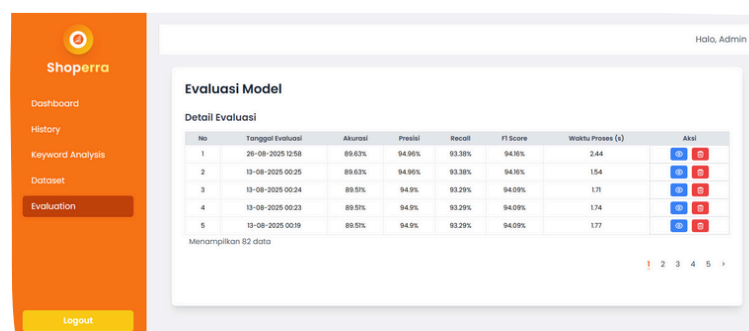 Halo, Admin
Shoperra
Dashboard
History
Keyword Analysis
Dataset
Evaluation
Logout
Evaluasi Model
Detail Evaluasi
No Tanggal Evaluasi Akurasi Presisi Recall F1 Score Waktu Proses (s) Aksi
1 26-08-2025 12:58 89.63% 94.96% 93.38% 94.16% 2.44
2 13-08-2025 00:25 89.63% 94.96% 93.38% 94.16% 1.54
3 13-08-2025 00:24 89.51% 94.9% 93.29% 94.09% 1.71
4 13-08-2025 00:23 89.51% 94.9% 93.29% 94.09% 1.74
5 13-08-2025 00:19 89.51% 94.9% 93.29% 94.09% 1.77
Menampilkan 82 data
1 2 3 4 5 ›